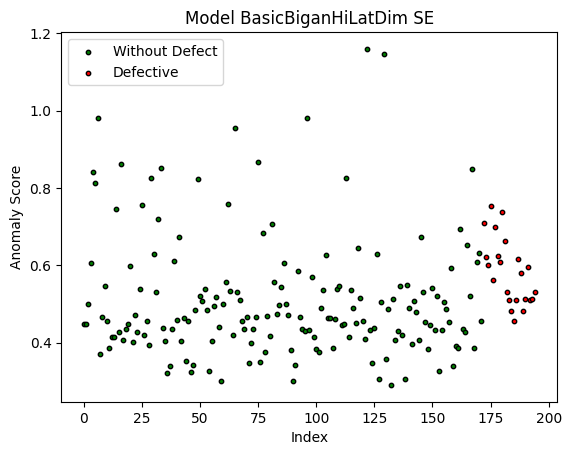 Model BasicBiganHiLatDim SE
Without Defect
Defective
Anomaly Score
1.2
1.0
0.8
0.6
0.4
0
25
50
75
100
125
150
175
200
Index